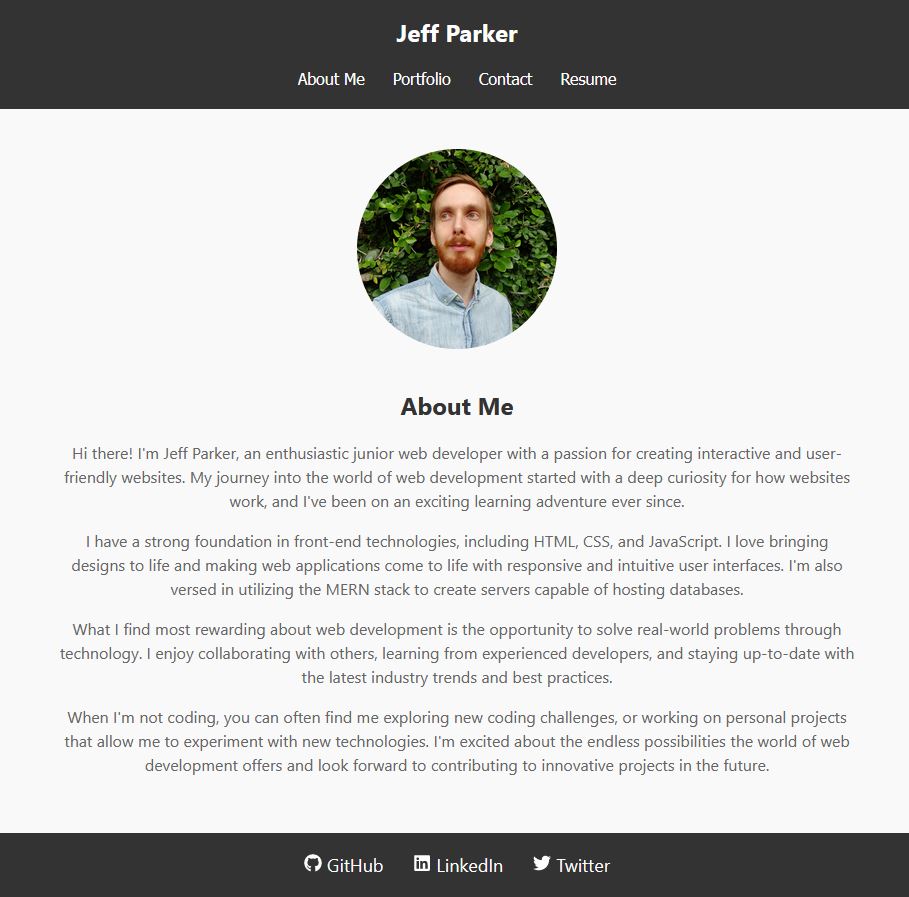 Jeff Parker
About Me Portfolio Contact Resume
About Me
Hi there! I'm Jeff Parker, an enthusiastic junior web developer with a passion for creating interactive and user-
friendly websites. My journey into the world of web development started with a deep curiosity for how websites
work, and I've been on an exciting learning adventure ever since.
I have a strong foundation in front-end technologies, including HTML, CSS, and JavaScript. I love bringing
designs to life and making web applications come to life with responsive and intuitive user interfaces. I'm also
versed in utilizing the MERN stack to create servers capable of hosting databases.
What I find most rewarding about web development is the opportunity to solve real-world problems through
technology. I enjoy collaborating with others, learning from experienced developers, and staying up-to-date with
the latest industry trends and best practices.
When I'm not coding, you can often find me exploring new coding challenges, or working on personal projects
that allow me to experiment with new technologies. I'm excited about the endless possibilities the world of web
development offers and look forward to contributing to innovative projects in the future.
GitHub LinkedIn Twitter